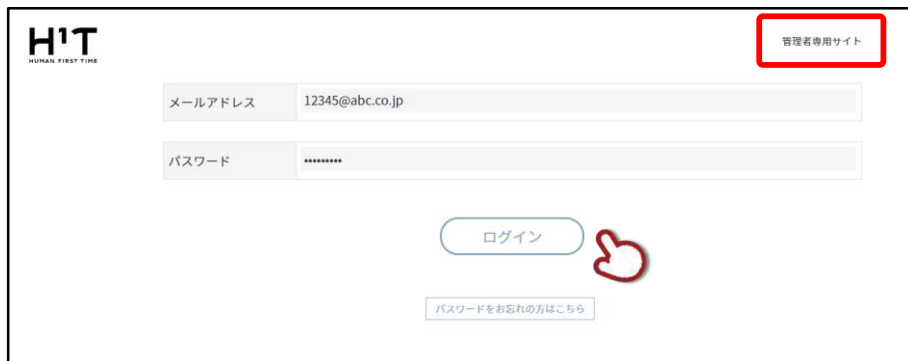 H¹T
HUMAN FIRST TIME
管理者専用サイト
メールアドレス
12345@abc.co.jp
パスワード
•••••••••
ログイン
パスワードをお忘れの方はこちら